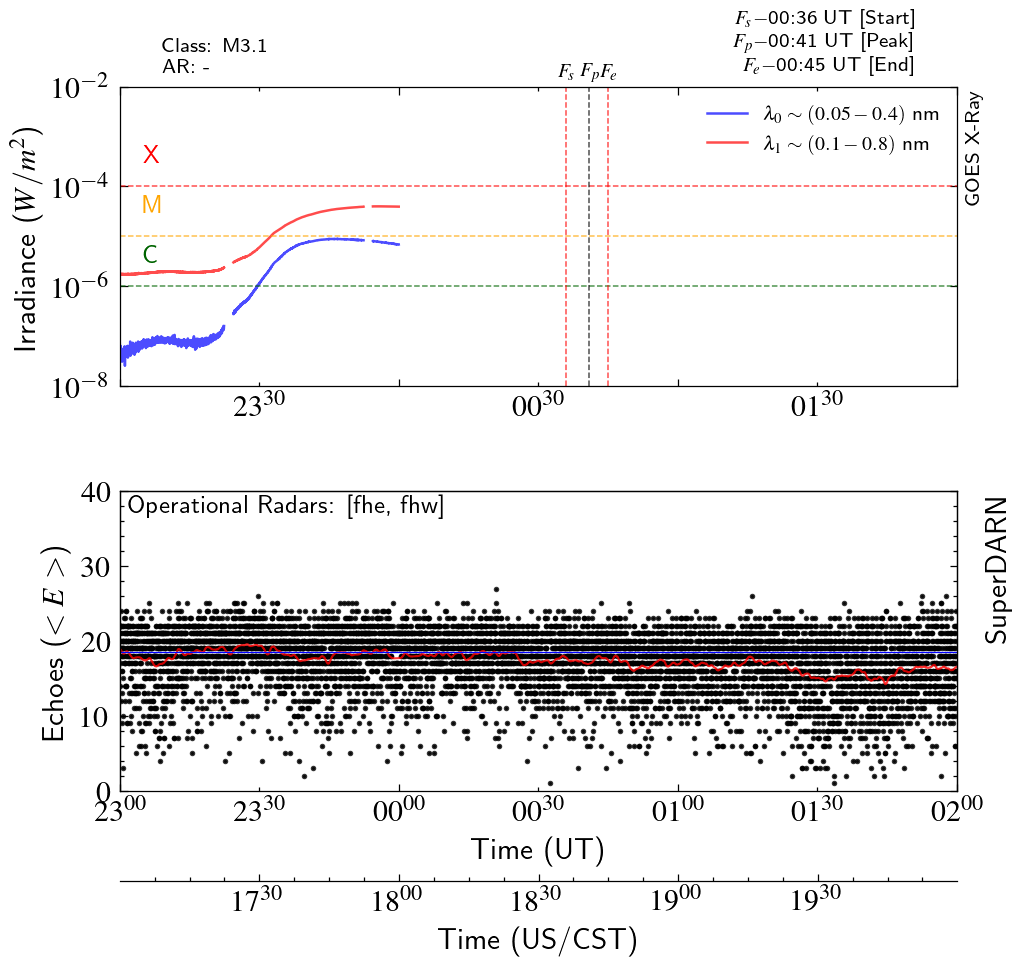 F_s−00:36 UT [Start]
Class: M3.1
F_p−00:41 UT [Peak]
AR: -
F_e−00:45 UT [End]
F_s F_p F_e
10^{−2}
λ_0 ∼ (0.05 − 0.4) nm
λ_1 ∼ (0.1 − 0.8) nm
GOES X-Ray
X
10^{−4}
M
Irradiance (W/m^2)
C
10^{−6}
10^{−8}
23^{30} 00^{30} 01^{30}
40
Operational Radars: [fhe, fhw]
SuperDARN
30
Echoes (< E >)
20
10
0
23^{00} 23^{30} 00^{00} 00^{30} 01^{00} 01^{30} 02^{00}
Time (UT)
17^{30} 18^{00} 18^{30} 19^{00} 19^{30}
Time (US/CST)